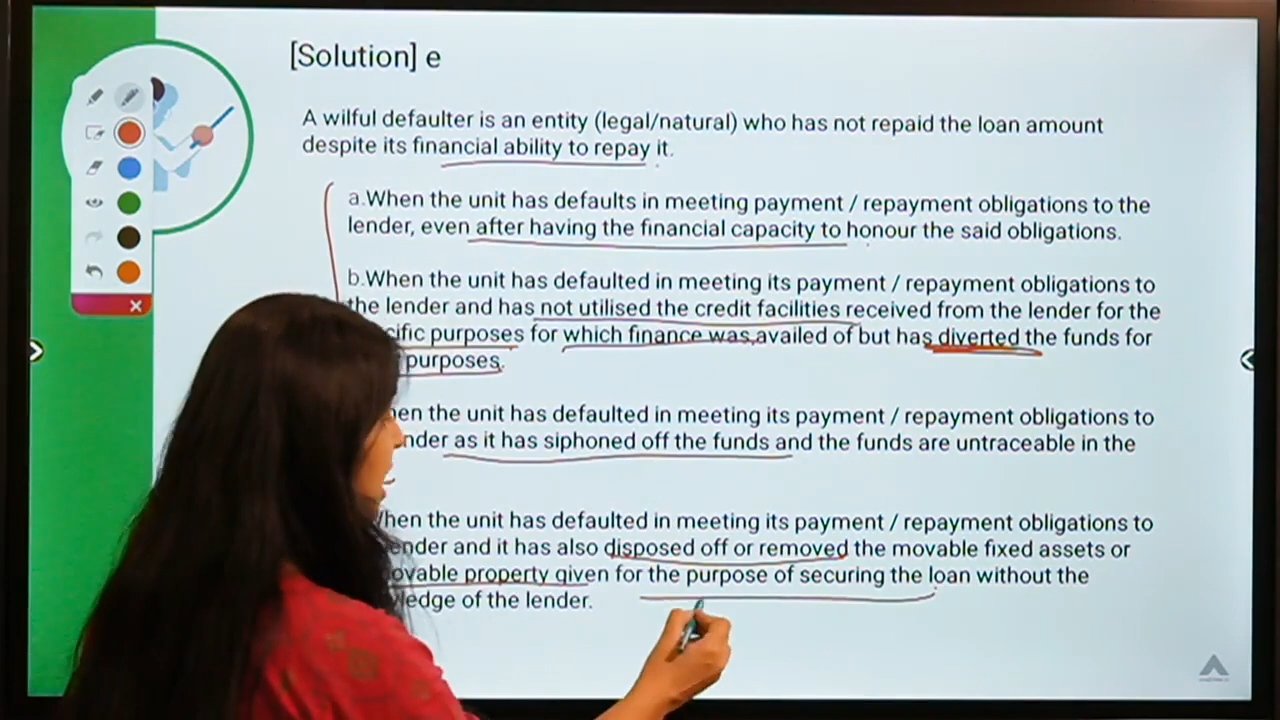 [Solution] e
A wilful defaulter is an entity (legal/natural) who has not repaid the loan amount
despite its financial ability to repay it.
a.When the unit has defaults in meeting payment / repayment obligations to the
lender, even after having the financial capacity to honour the said obligations.
b.When the unit has defaulted in meeting its payment / repayment obligations to
the lender and has not utilised the credit facilities received from the lender for the
purposes for which finance was availed of but has diverted the funds for
purposes.
the unit has defaulted in meeting its payment / repayment obligations to
as it has siphoned off the funds and the funds are untraceable in the
the unit has defaulted in meeting its payment / repayment obligations to
and it has also disposed off or removed the movable fixed assets or
property given for the purpose of securing the loan without the
of the lender.